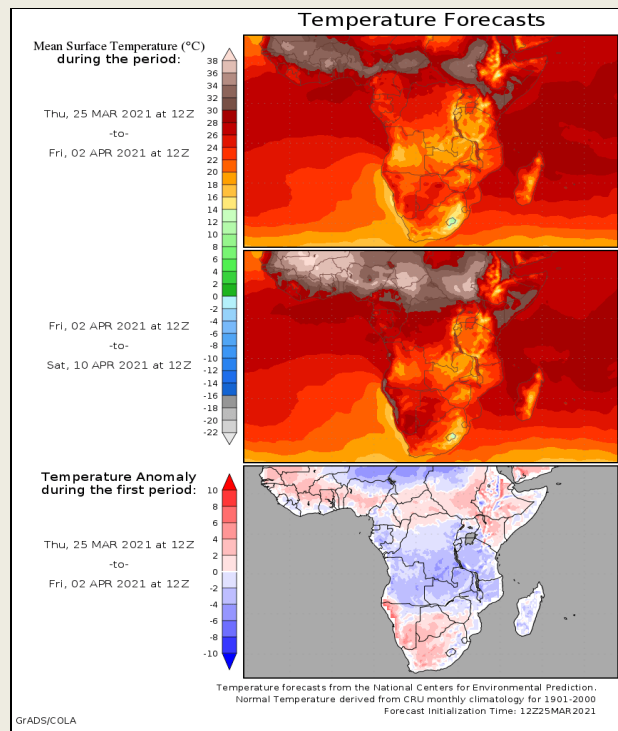 Temperature Forecasts
Mean Surface Temperature (°C)
during the period:
Thu, 25 MAR 2021 at 12Z
-to-
Fri, 02 APR 2021 at 12Z
38
36
34
32
30
28
26
24
22
20
18
16
14
12
10
8
6
4
2
0
-2
-4
-6
-8
-10
-12
-14
-16
-18
-20
-22
Fri, 02 APR 2021 at 12Z
-to-
Sat, 10 APR 2021 at 12Z
Temperature Anomaly
during the first period:
Thu, 25 MAR 2021 at 12Z
-to-
Fri, 02 APR 2021 at 12Z
10
8
6
4
2
0
-2
-4
-6
-8
-10
Temperature forecasts from the National Centers for Environmental Prediction.
Normal Temperature derived from CRU monthly climatology for 1901-2000
Forecast Initialization Time: 12Z25MAR2021
GrADS/COLA